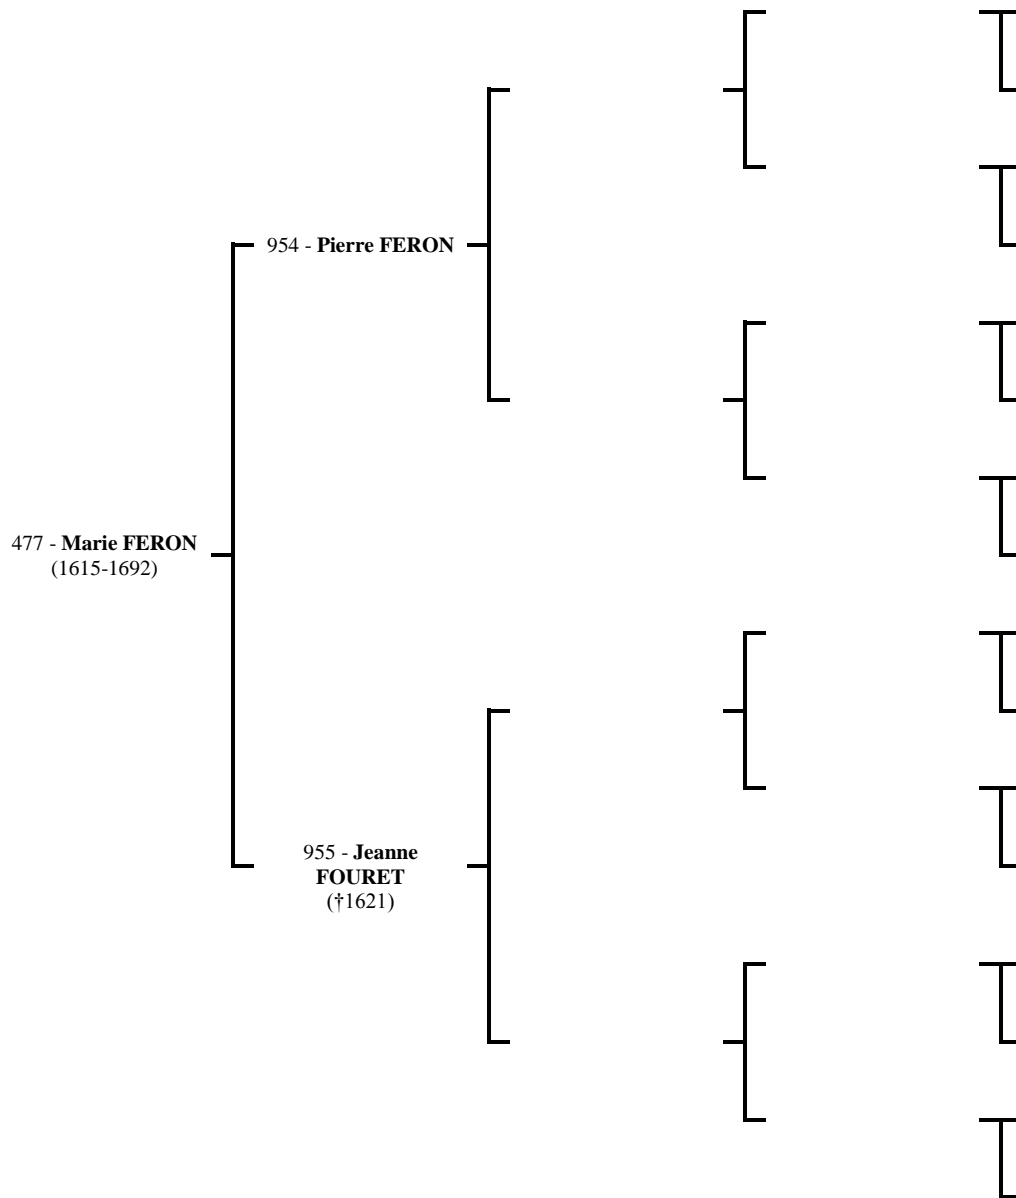 954 - Pierre FERON
477 - Marie FERON
(1615-1692)
955 - Jeanne
FOURET
(†1621)